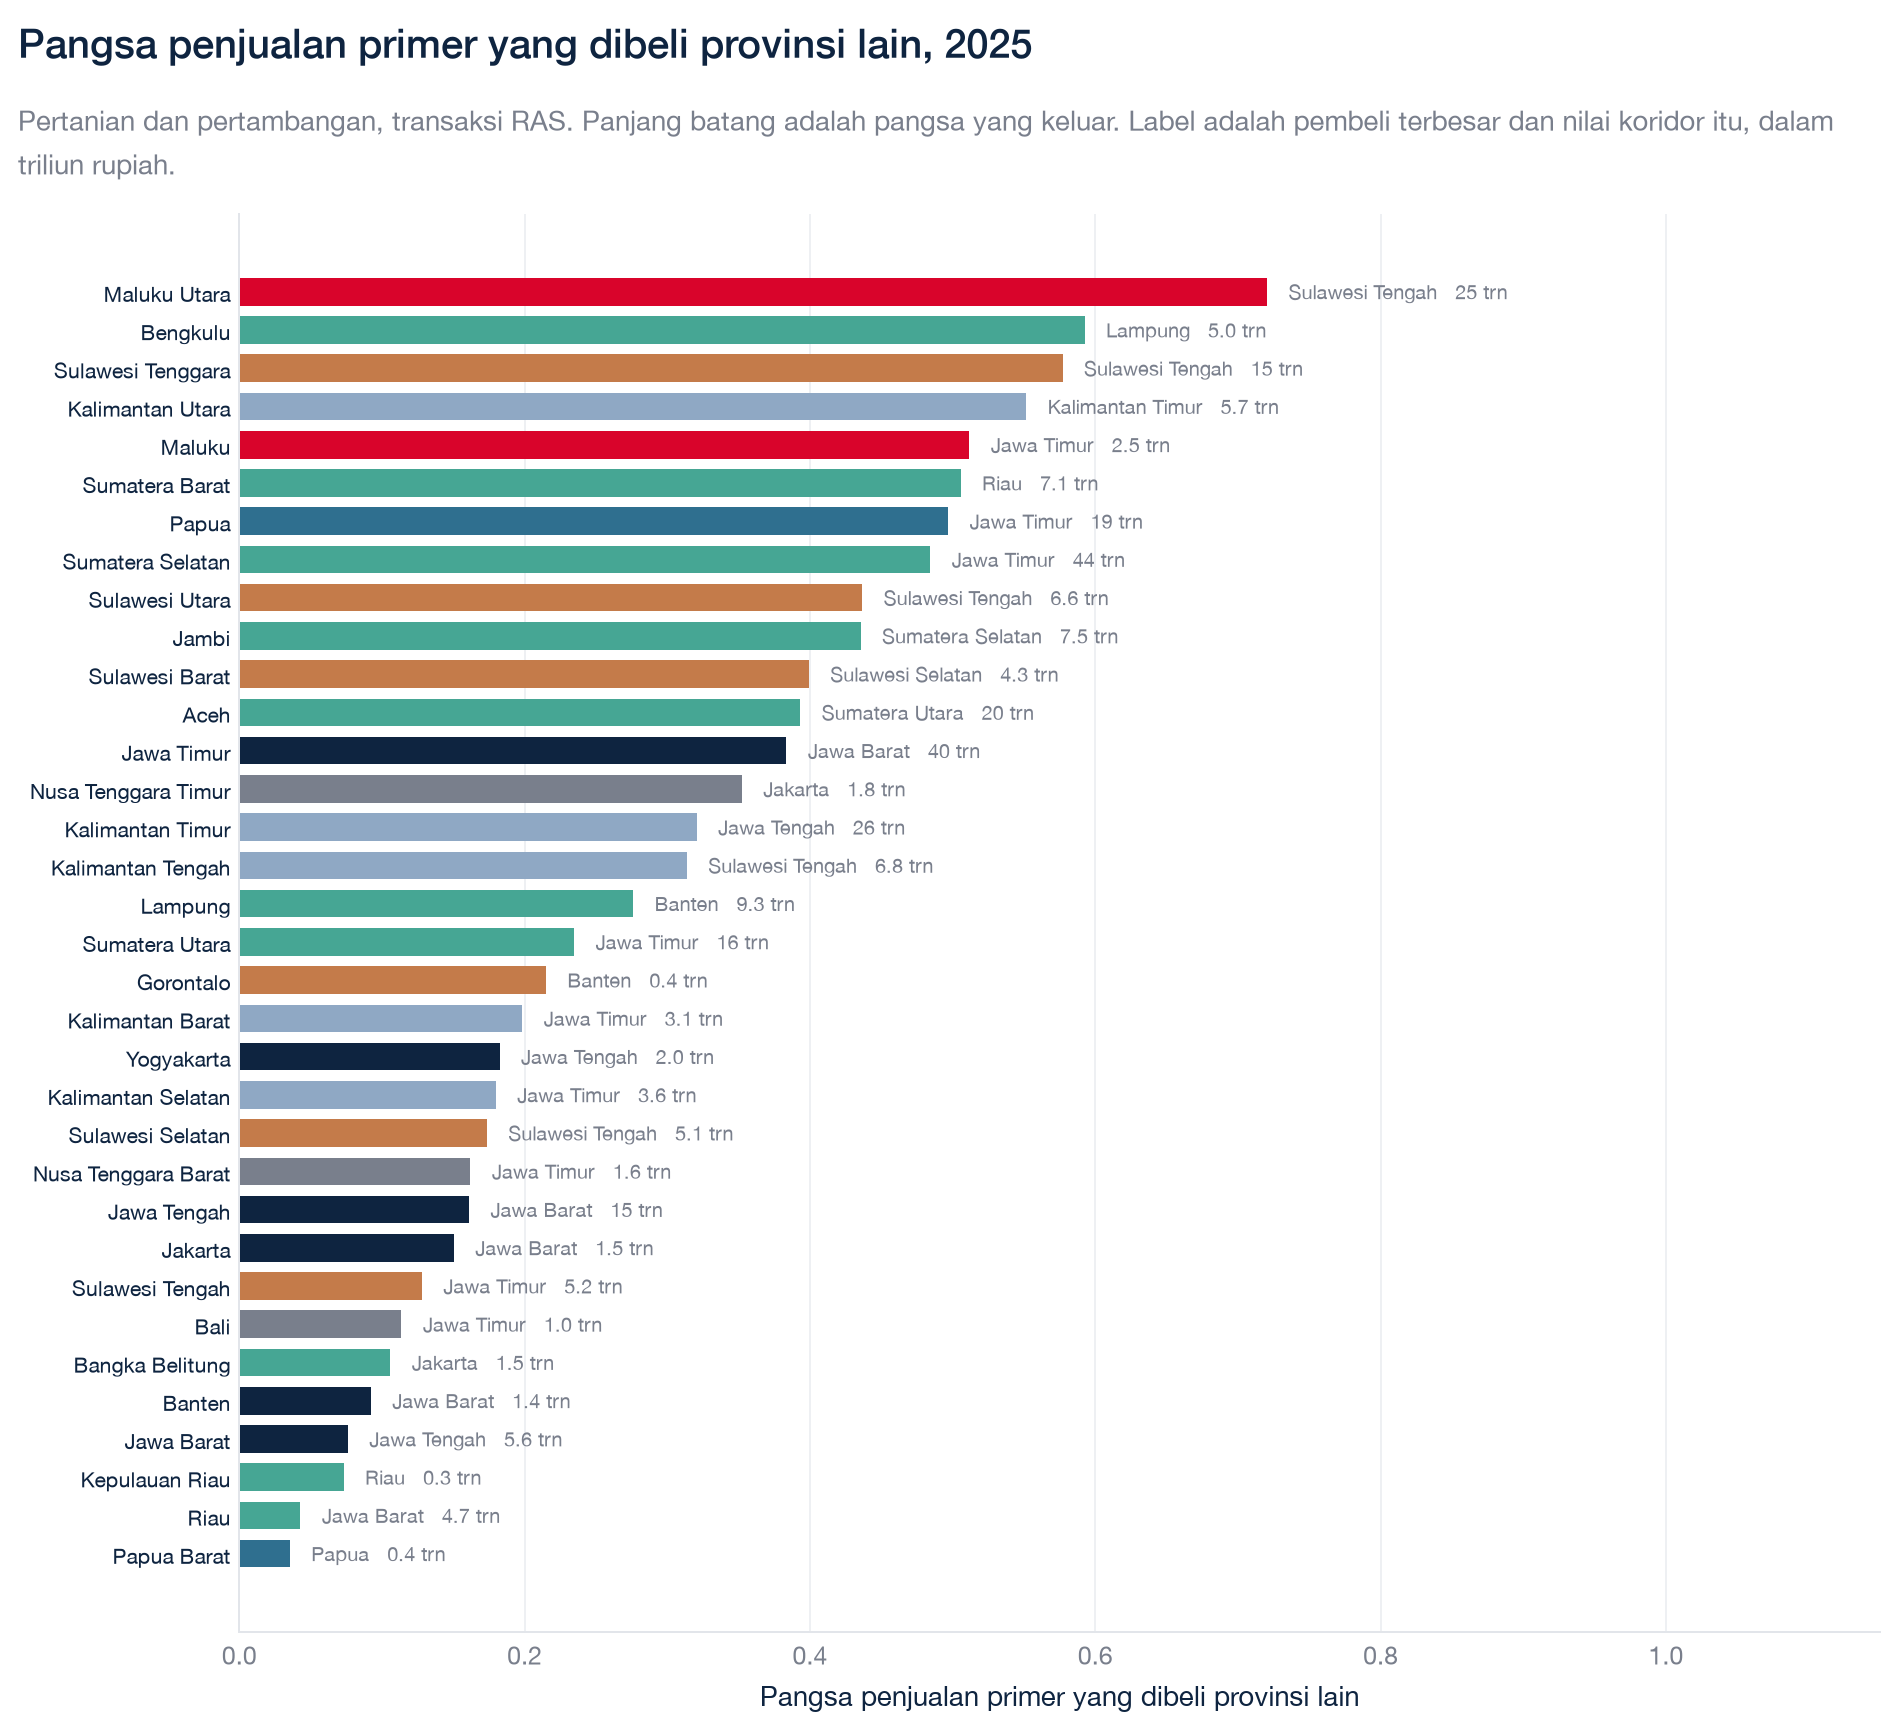 Pangsa penjualan primer yang dibeli provinsi lain, 2025
Pertanian dan pertambangan, transaksi RAS. Panjang batang adalah pangsa yang keluar. Label adalah pembeli terbesar dan nilai koridor itu, dalam
triliun rupiah.
Maluku Utara Sulawesi Tengah 25 trn
Bengkulu Lampung 5.0 trn
Sulawesi Tenggara Sulawesi Tengah 15 trn
Kalimantan Utara Kalimantan Timur 5.7 trn
Maluku Jawa Timur 2.5 trn
Sumatera Barat Riau 7.1 trn
Papua Jawa Timur 19 trn
Sumatera Selatan Jawa Timur 44 trn
Sulawesi Utara Sulawesi Tengah 6.6 trn
Jambi Sumatera Selatan 7.5 trn
Sulawesi Barat Sulawesi Selatan 4.3 trn
Aceh Sumatera Utara 20 trn
Jawa Timur Jawa Barat 40 trn
Nusa Tenggara Timur Jakarta 1.8 trn
Kalimantan Timur Jawa Tengah 26 trn
Kalimantan Tengah Sulawesi Tengah 6.8 trn
Lampung Banten 9.3 trn
Sumatera Utara Jawa Timur 16 trn
Gorontalo Banten 0.4 trn
Kalimantan Barat Jawa Timur 3.1 trn
Yogyakarta Jawa Tengah 2.0 trn
Kalimantan Selatan Jawa Timur 3.6 trn
Sulawesi Selatan Sulawesi Tengah 5.1 trn
Nusa Tenggara Barat Jawa Timur 1.6 trn
Jawa Tengah Jawa Barat 15 trn
Jakarta Jawa Barat 1.5 trn
Sulawesi Tengah Jawa Timur 5.2 trn
Bali Jawa Timur 1.0 trn
Bangka Belitung Jakarta 1.5 trn
Banten Jawa Barat 1.4 trn
Jawa Barat Jawa Tengah 5.6 trn
Kepulauan Riau Riau 0.3 trn
Riau Jawa Barat 4.7 trn
Papua Barat Papua 0.4 trn
0.0 0.2 0.4 0.6 0.8 1.0
Pangsa penjualan primer yang dibeli provinsi lain